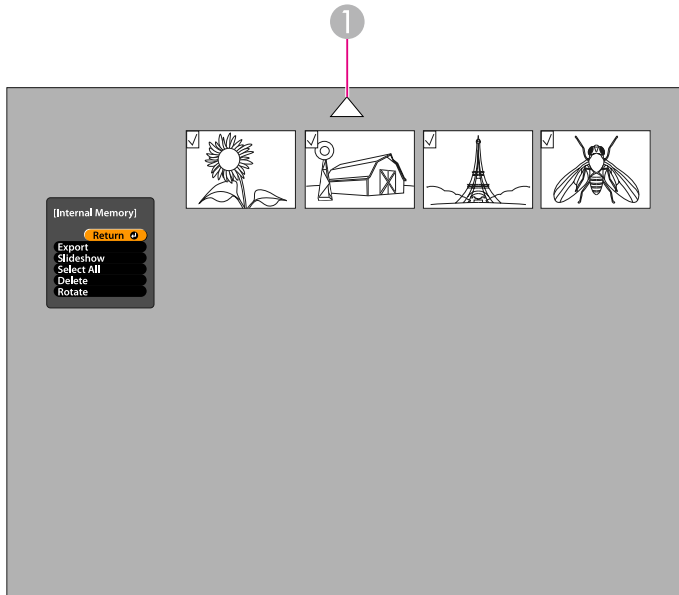 1
[Internal Memory]
Return
Export
Slideshow
Select All
Delete
Rotate